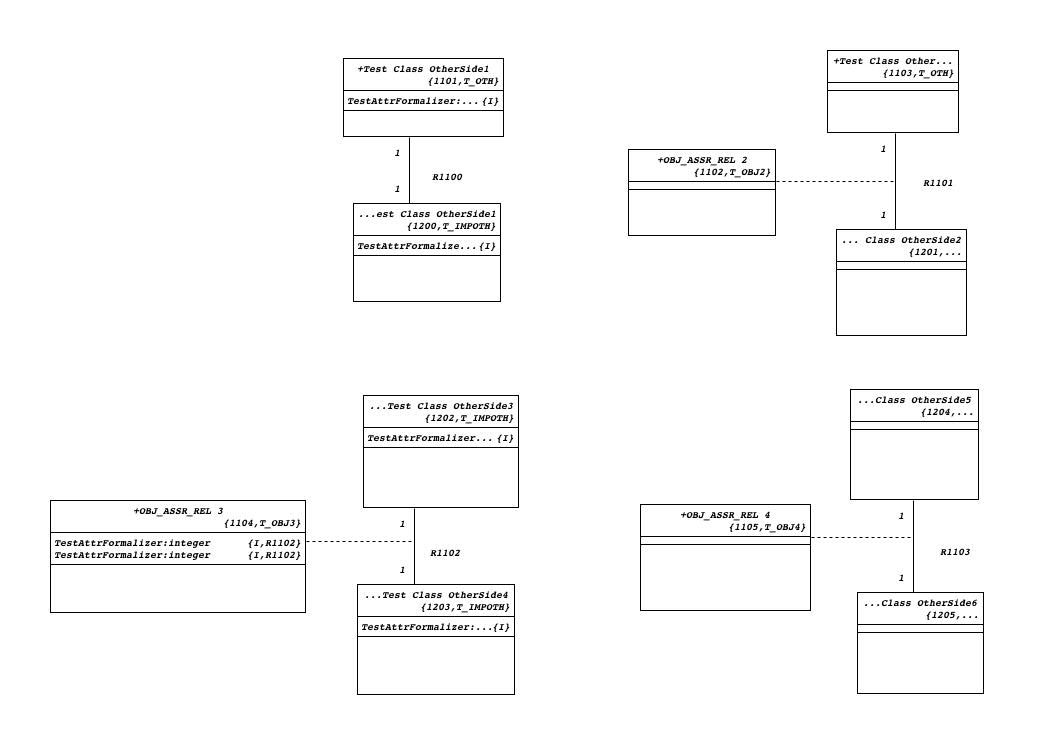 +Test Class OtherSide1
{1101,T_OTH}
TestAttrFormalizer:... {I}
1
R1100
1
...est Class OtherSide1
{1200,T_IMPOTH}
TestAttrFormalize... {I}
+Test Class Other...
{1103,T_OTH}
1
+OBJ_ASSR_REL 2
{1102,T_OBJ2}
R1101
1
... Class OtherSide2
{1201,...
...Test Class OtherSide3
{1202,T_IMPOTH}
TestAttrFormalizer... {I}
+OBJ_ASSR_REL 3
{1104,T_OBJ3}
TestAttrFormalizer:integer {I,R1102}
TestAttrFormalizer:integer {I,R1102}
1
R1102
1
...Test Class OtherSide4
{1203,T_IMPOTH}
TestAttrFormalizer:...{I}
...Class OtherSide5
{1204,...
+OBJ_ASSR_REL 4
{1105,T_OBJ4}
1
R1103
1
...Class OtherSide6
{1205,...